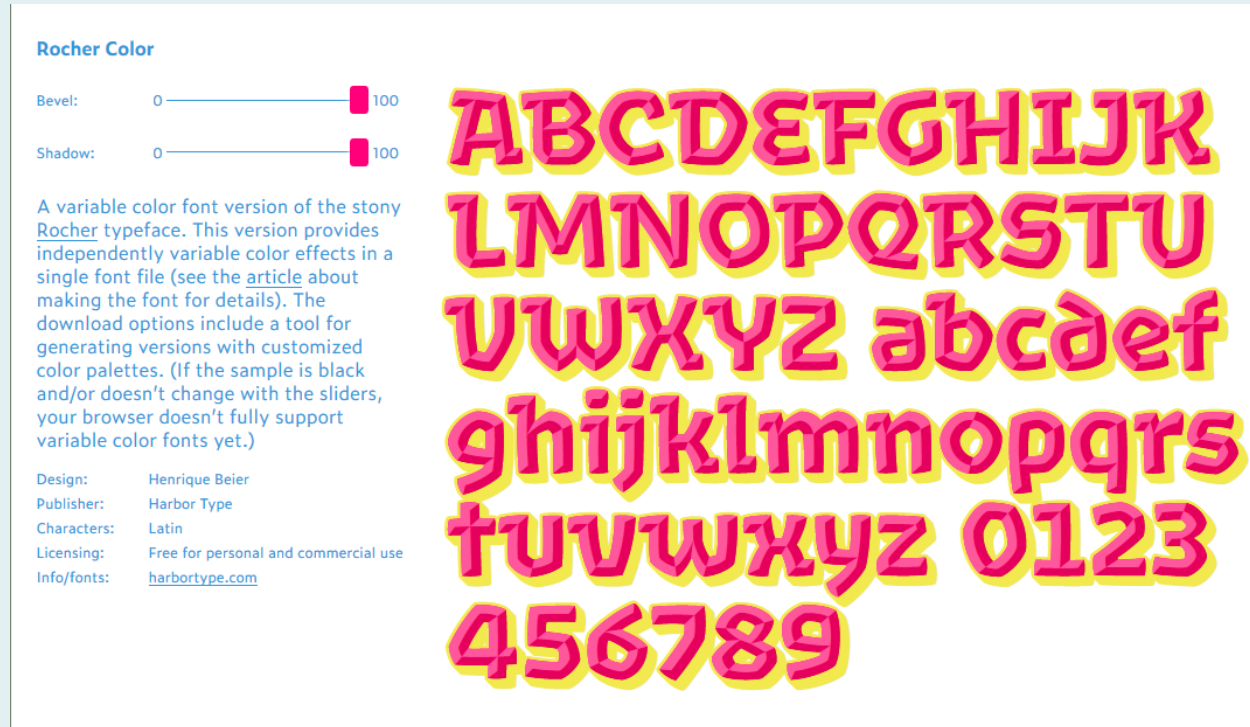 Rocher Color
Bevel: 0 100
Shadow: 0 100
A variable color font version of the stony
Rocher typeface. This version provides
independently variable color effects in a
single font file (see the article about
making the font for details). The
download options include a tool for
generating versions with customized
color palettes. (If the sample is black
and/or doesn’t change with the sliders,
your browser doesn’t fully support
variable color fonts yet.)
Design: Henrique Beier
Publisher: Harbor Type
Characters: Latin
Licensing: Free for personal and commercial use
Info/fonts: harbortype.com
ABCDEFGHIJK
LMNOPQRSTU
VWXYZ abcdef
ghijklmnopqrs
tuvwxyz 0123
456789